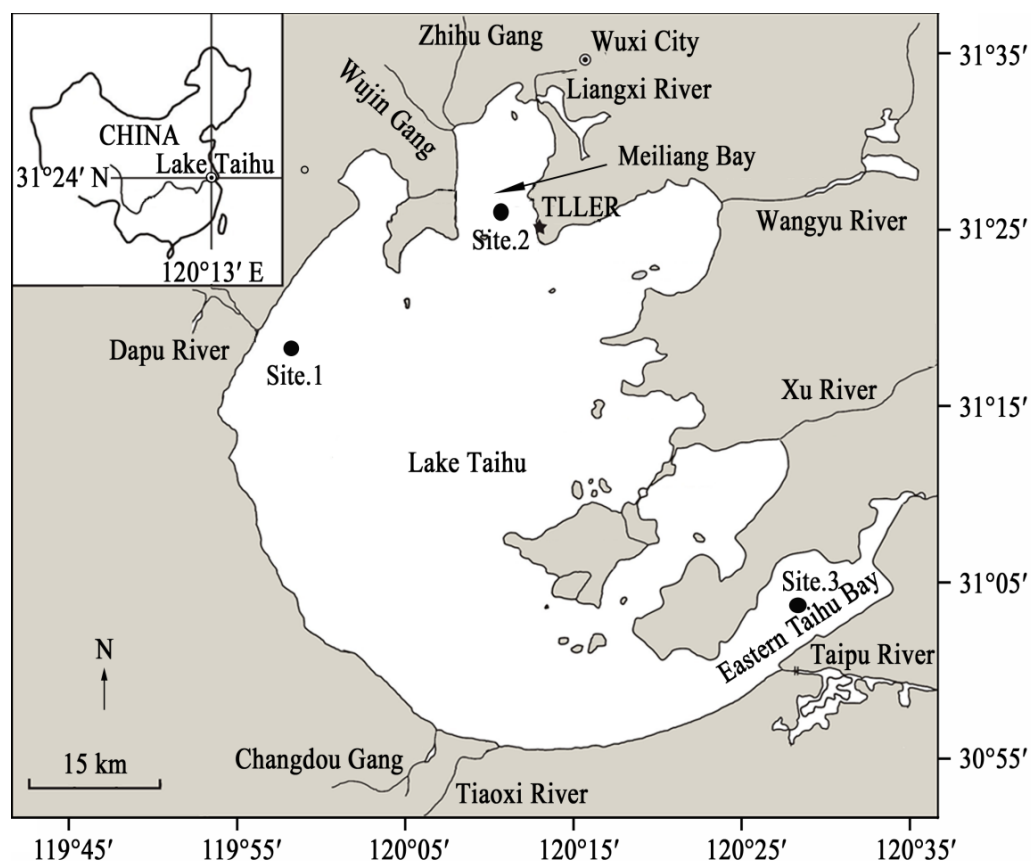 Zhihu Gang
Wuxi City
Wujin Gang
Liangxi River
CHINA
Lake Taihu
31°24′ N
120°13′ E
Meiliang Bay
TLLER
Site.2
Wangyu River
Dapu River
Site.1
Xu River
Lake Taihu
Site.3
Eastern Taihu Bay
Taipu River
N
15 km
Changdou Gang
Tiaoxi River
31°35′
31°25′
31°15′
31°05′
30°55′
119°45′
119°55′
120°05′
120°15′
120°25′
120°35′